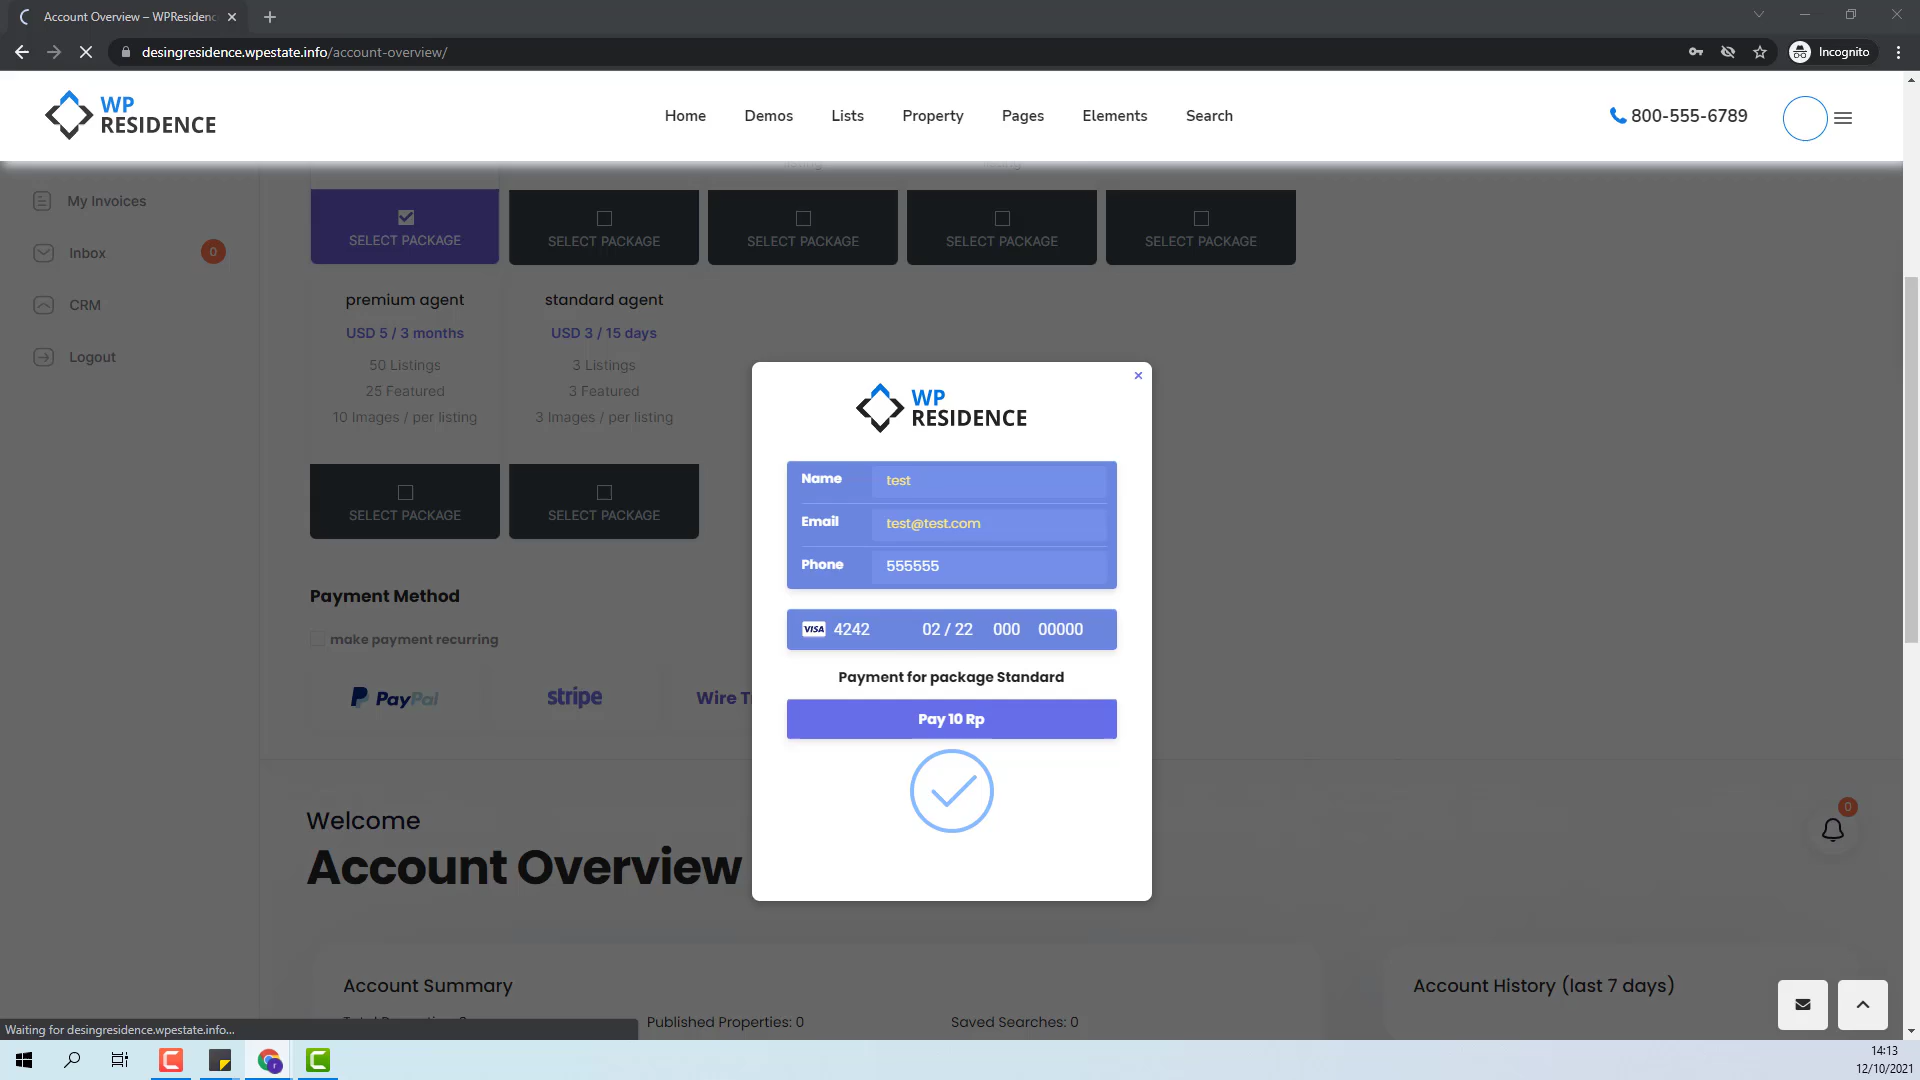 Account Overview – WPResidenc
desingresidence.wpestate.info/account-overview/
Incognito
WP
RESIDENCE
Home
Demos
Lists
Property
Pages
Elements
Search
800-555-6789
listing
listing
My Invoices
Inbox
0
CRM
Logout
SELECT PACKAGE
SELECT PACKAGE
SELECT PACKAGE
SELECT PACKAGE
SELECT PACKAGE
premium agent
USD 5 / 3 months
50 Listings
25 Featured
10 Images / per listing
SELECT PACKAGE
standard agent
USD 3 / 15 days
3 Listings
3 Featured
3 Images / per listing
SELECT PACKAGE
Payment Method
make payment recurring
PayPal
stripe
Wire
×
WP
RESIDENCE
Name
test
Email
test@test.com
Phone
555555
VISA
4242
02 / 22
000
00000
Payment for package Standard
Pay 10 Rp
Welcome
Account Overview
0
Account Summary
Published Properties: 0
Saved Searches: 0
Account History (last 7 days)
Waiting for desingresidence.wpestate.info...
14:13
12/10/2021